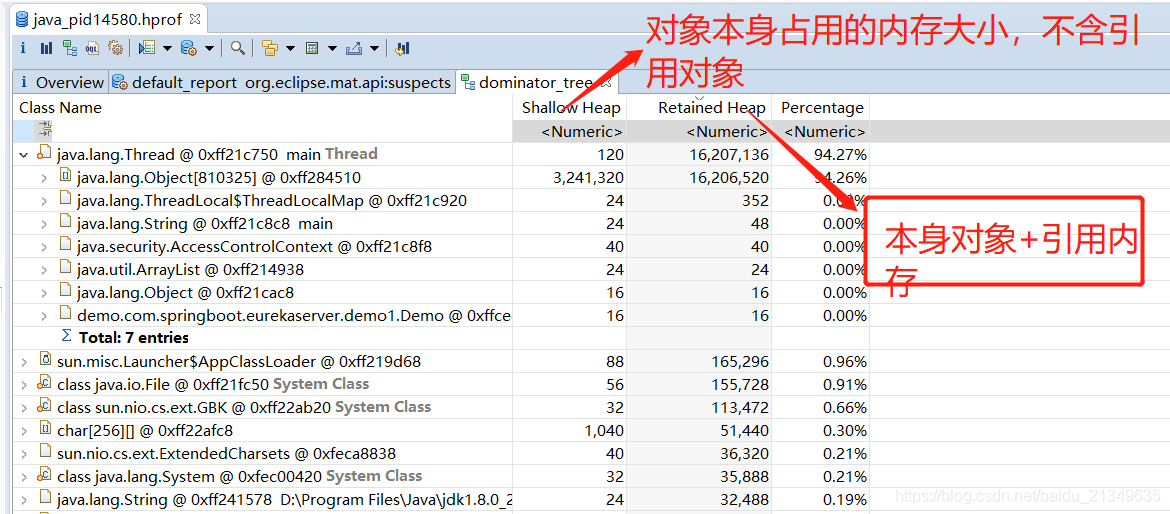 java_pid14580.hprof
对象本身占用的内存大小，不含引
用对象
i Overview default_report org.eclipse.mat.api:suspects dominator_tree
Class Name Shallow Heap Retained Heap Percentage
<Numeric> <Numeric> <Numeric>
java.lang.Thread @ 0xff21c750 main Thread 120 16,207,136 94.27%
java.lang.Object[810325] @ 0xff284510 3,241,320 16,206,520 94.26%
java.lang.ThreadLocal$ThreadLocalMap @ 0xff21c920 24 352 0.00%
java.lang.String @ 0xff21c8c8 main 24 48 0.00%
java.security.AccessControlContext @ 0xff21c8f8 40 40 0.00%
java.util.ArrayList @ 0xff214938 24 24 0.00%
java.lang.Object @ 0xff21cac8 16 16 0.00%
demo.com.springboot.eurekaserver.demo1.Demo @ 0xffce 16 16 0.00%
本身对象+引用内
存
Σ Total: 7 entries
sun.misc.Launcher$AppClassLoader @ 0xff219d68 88 165,296 0.96%
class java.io.File @ 0xff21fc50 System Class 56 155,728 0.91%
class sun.nio.cs.ext.GBK @ 0xff22ab20 System Class 32 113,472 0.66%
char[256][] @ 0xff22afc8 1,040 51,440 0.30%
sun.nio.cs.ext.ExtendedCharsets @ 0xfeca8838 40 36,320 0.21%
class java.lang.System @ 0xfec00420 System Class 32 35,888 0.21%
java.lang.String @ 0xff241578 D:\Program Files\Java\jdk1.8.0_2 24 32,488 0.19%
https://blog.csdn.net/baidu_21349635